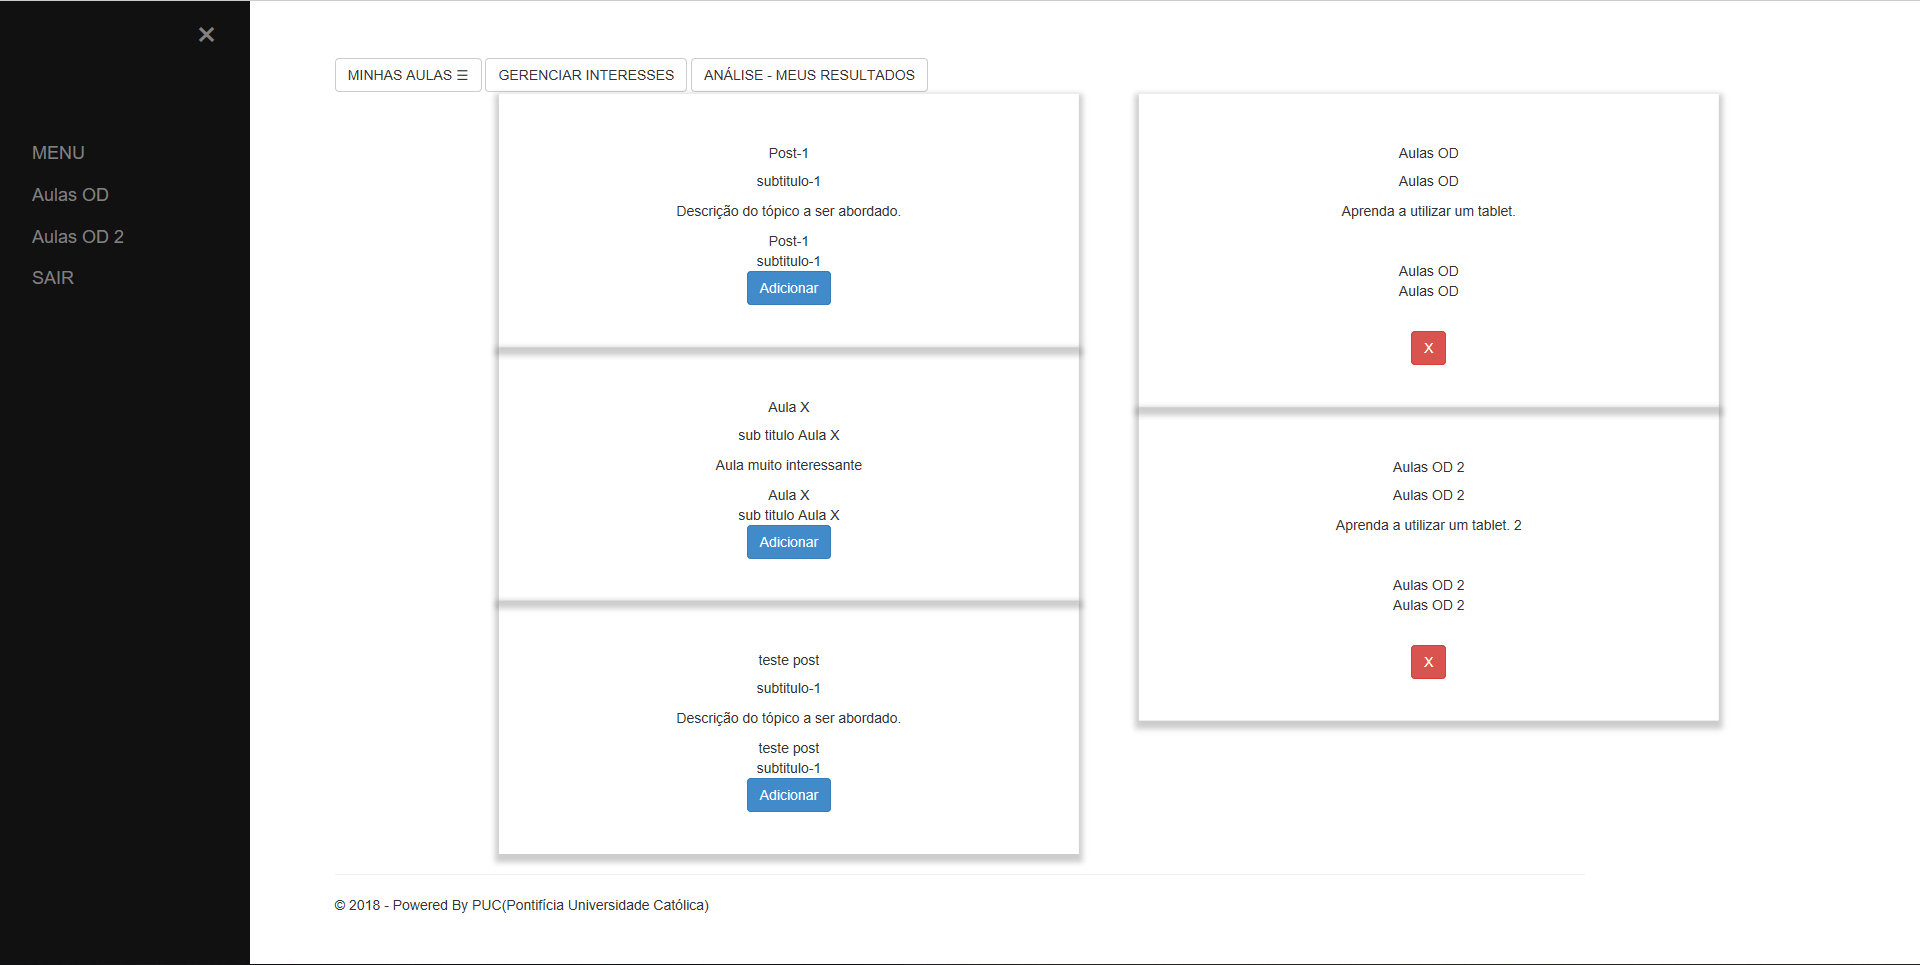 ×
MENU
Aulas OD
Aulas OD 2
SAIR
MINHAS AULAS ☰
GERENCIAR INTERESSES
ANÁLISE - MEUS RESULTADOS
Post-1
subtitulo-1
Descrição do tópico a ser abordado.
Post-1
subtitulo-1
Adicionar
Aula X
sub titulo Aula X
Aula muito interessante
Aula X
sub titulo Aula X
Adicionar
teste post
subtitulo-1
Descrição do tópico a ser abordado.
teste post
subtitulo-1
Adicionar
Aulas OD
Aulas OD
Aprenda a utilizar um tablet.
Aulas OD
Aulas OD
X
Aulas OD 2
Aulas OD 2
Aprenda a utilizar um tablet. 2
Aulas OD 2
Aulas OD 2
X
© 2018 - Powered By PUC(Pontifícia Universidade Católica)